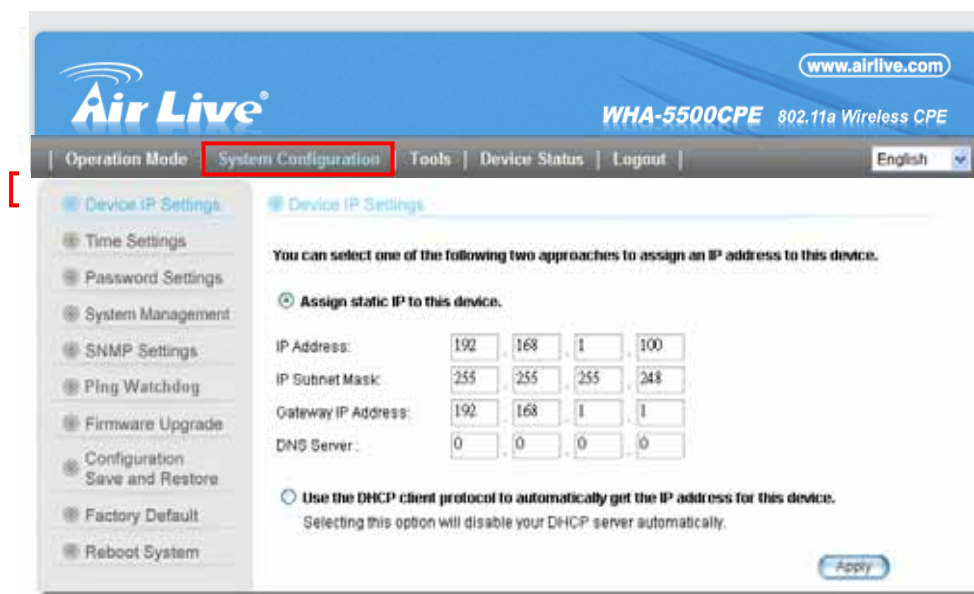 www.airlive.com
Air Live®
WHA-5500CPE 802.11a Wireless CPE
| Operation Mode | System Configuration | Tools | Device Status | Logout |
English
Device IP Settings
Time Settings
Password Settings
System Management
SNMP Settings
Ping Watchdog
Firmware Upgrade
Configuration
Save and Restore
Factory Default
Reboot System
Device IP Settings
You can select one of the following two approaches to assign an IP address to this device.
Assign static IP to this device.
IP Address: 192 . 168 . 1 . 100
IP Subnet Mask: 255 . 255 . 255 . 248
Gateway IP Address: 192 . 168 . 1 . 1
DNS Server : 0 . 0 . 0 . 0
Use the DHCP client protocol to automatically get the IP address for this device.
Selecting this option will disable your DHCP server automatically.
Apply